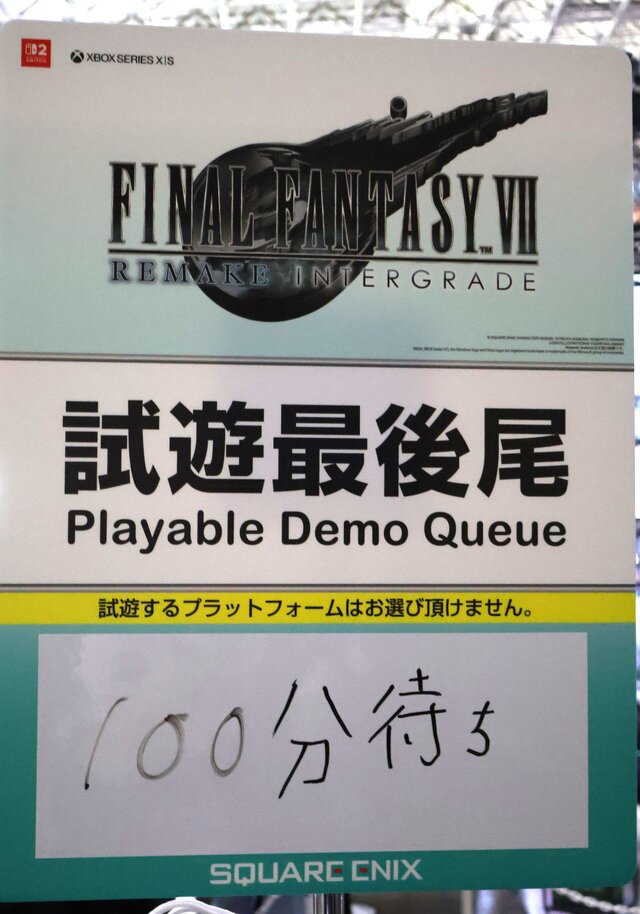 2
XBOX SERIES X|S
FINAL FANTASY VII
REMAKE INTERGRADE
試遊最後尾
Playable Demo Queue
試遊するプラットフォームはお選び頂けません。
100分待ち
SQUARE ENIX